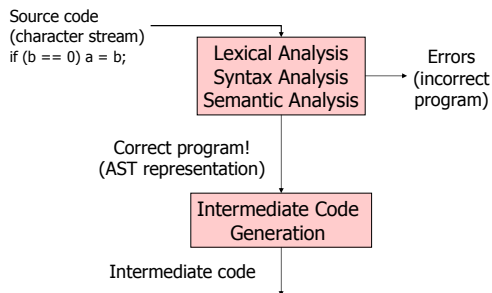 Source code
(character stream)
if (b == 0) a = b;
Lexical Analysis
Syntax Analysis
Semantic Analysis
Errors
(incorrect
program)
Correct program!
(AST representation)
Intermediate Code
Generation
Intermediate code